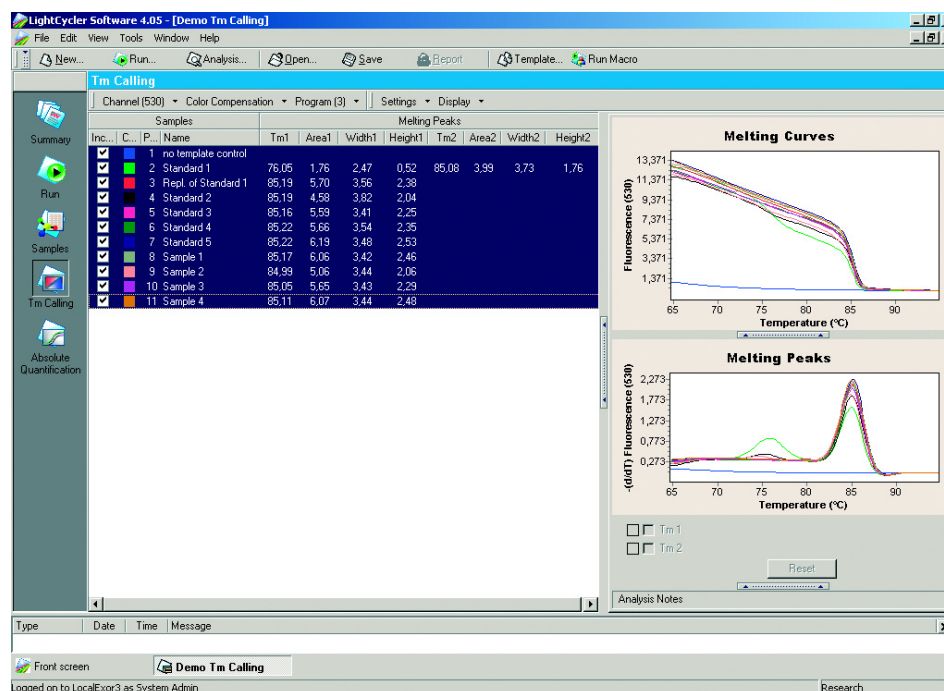 LightCycler Software 4.05 - [Demo Tm Calling]
File Edit View Tools Window Help
New... Run... Analysis... Open... Save Report Template... Run Macro
Tm Calling
Channel (530) Color Compensation Program (3) Settings Display
Summary
Run
Samples
Tm Calling
Absolute
Quantification
Samples Melting Peaks
Inc... C... P... Name Tm1 Area1 Width1 Height1 Tm2 Area2 Width2 Height2
1 no template control
2 Standard 1 76,05 1,76 2,47 0,52 85,08 3,99 3,73 1,76
3 Repl. of Standard 1 85,19 5,70 3,56 2,38
4 Standard 2 85,19 4,58 3,82 2,04
5 Standard 3 85,16 5,59 3,41 2,25
6 Standard 4 85,22 5,66 3,54 2,35
7 Standard 5 85,22 6,19 3,48 2,53
8 Sample 1 85,17 6,06 3,42 2,46
9 Sample 2 84,99 5,06 3,44 2,06
10 Sample 3 85,05 5,65 3,43 2,29
11 Sample 4 85,11 6,07 3,44 2,48
Melting Curves
Fluorescence (530)
13,371
11,371
9,371
7,371
5,371
3,371
1,371
65 70 75 80 85 90
Temperature (°C)
Melting Peaks
-(d/dT) Fluorescence (530)
2,273
1,773
1,273
0,773
0,273
65 70 75 80 85 90
Temperature (°C)
Tm 1
Tm 2
Reset
Analysis Notes
Type Date Time Message
Front screen Demo Tm Calling
Logged on to LocalExor3 as System Admin Research